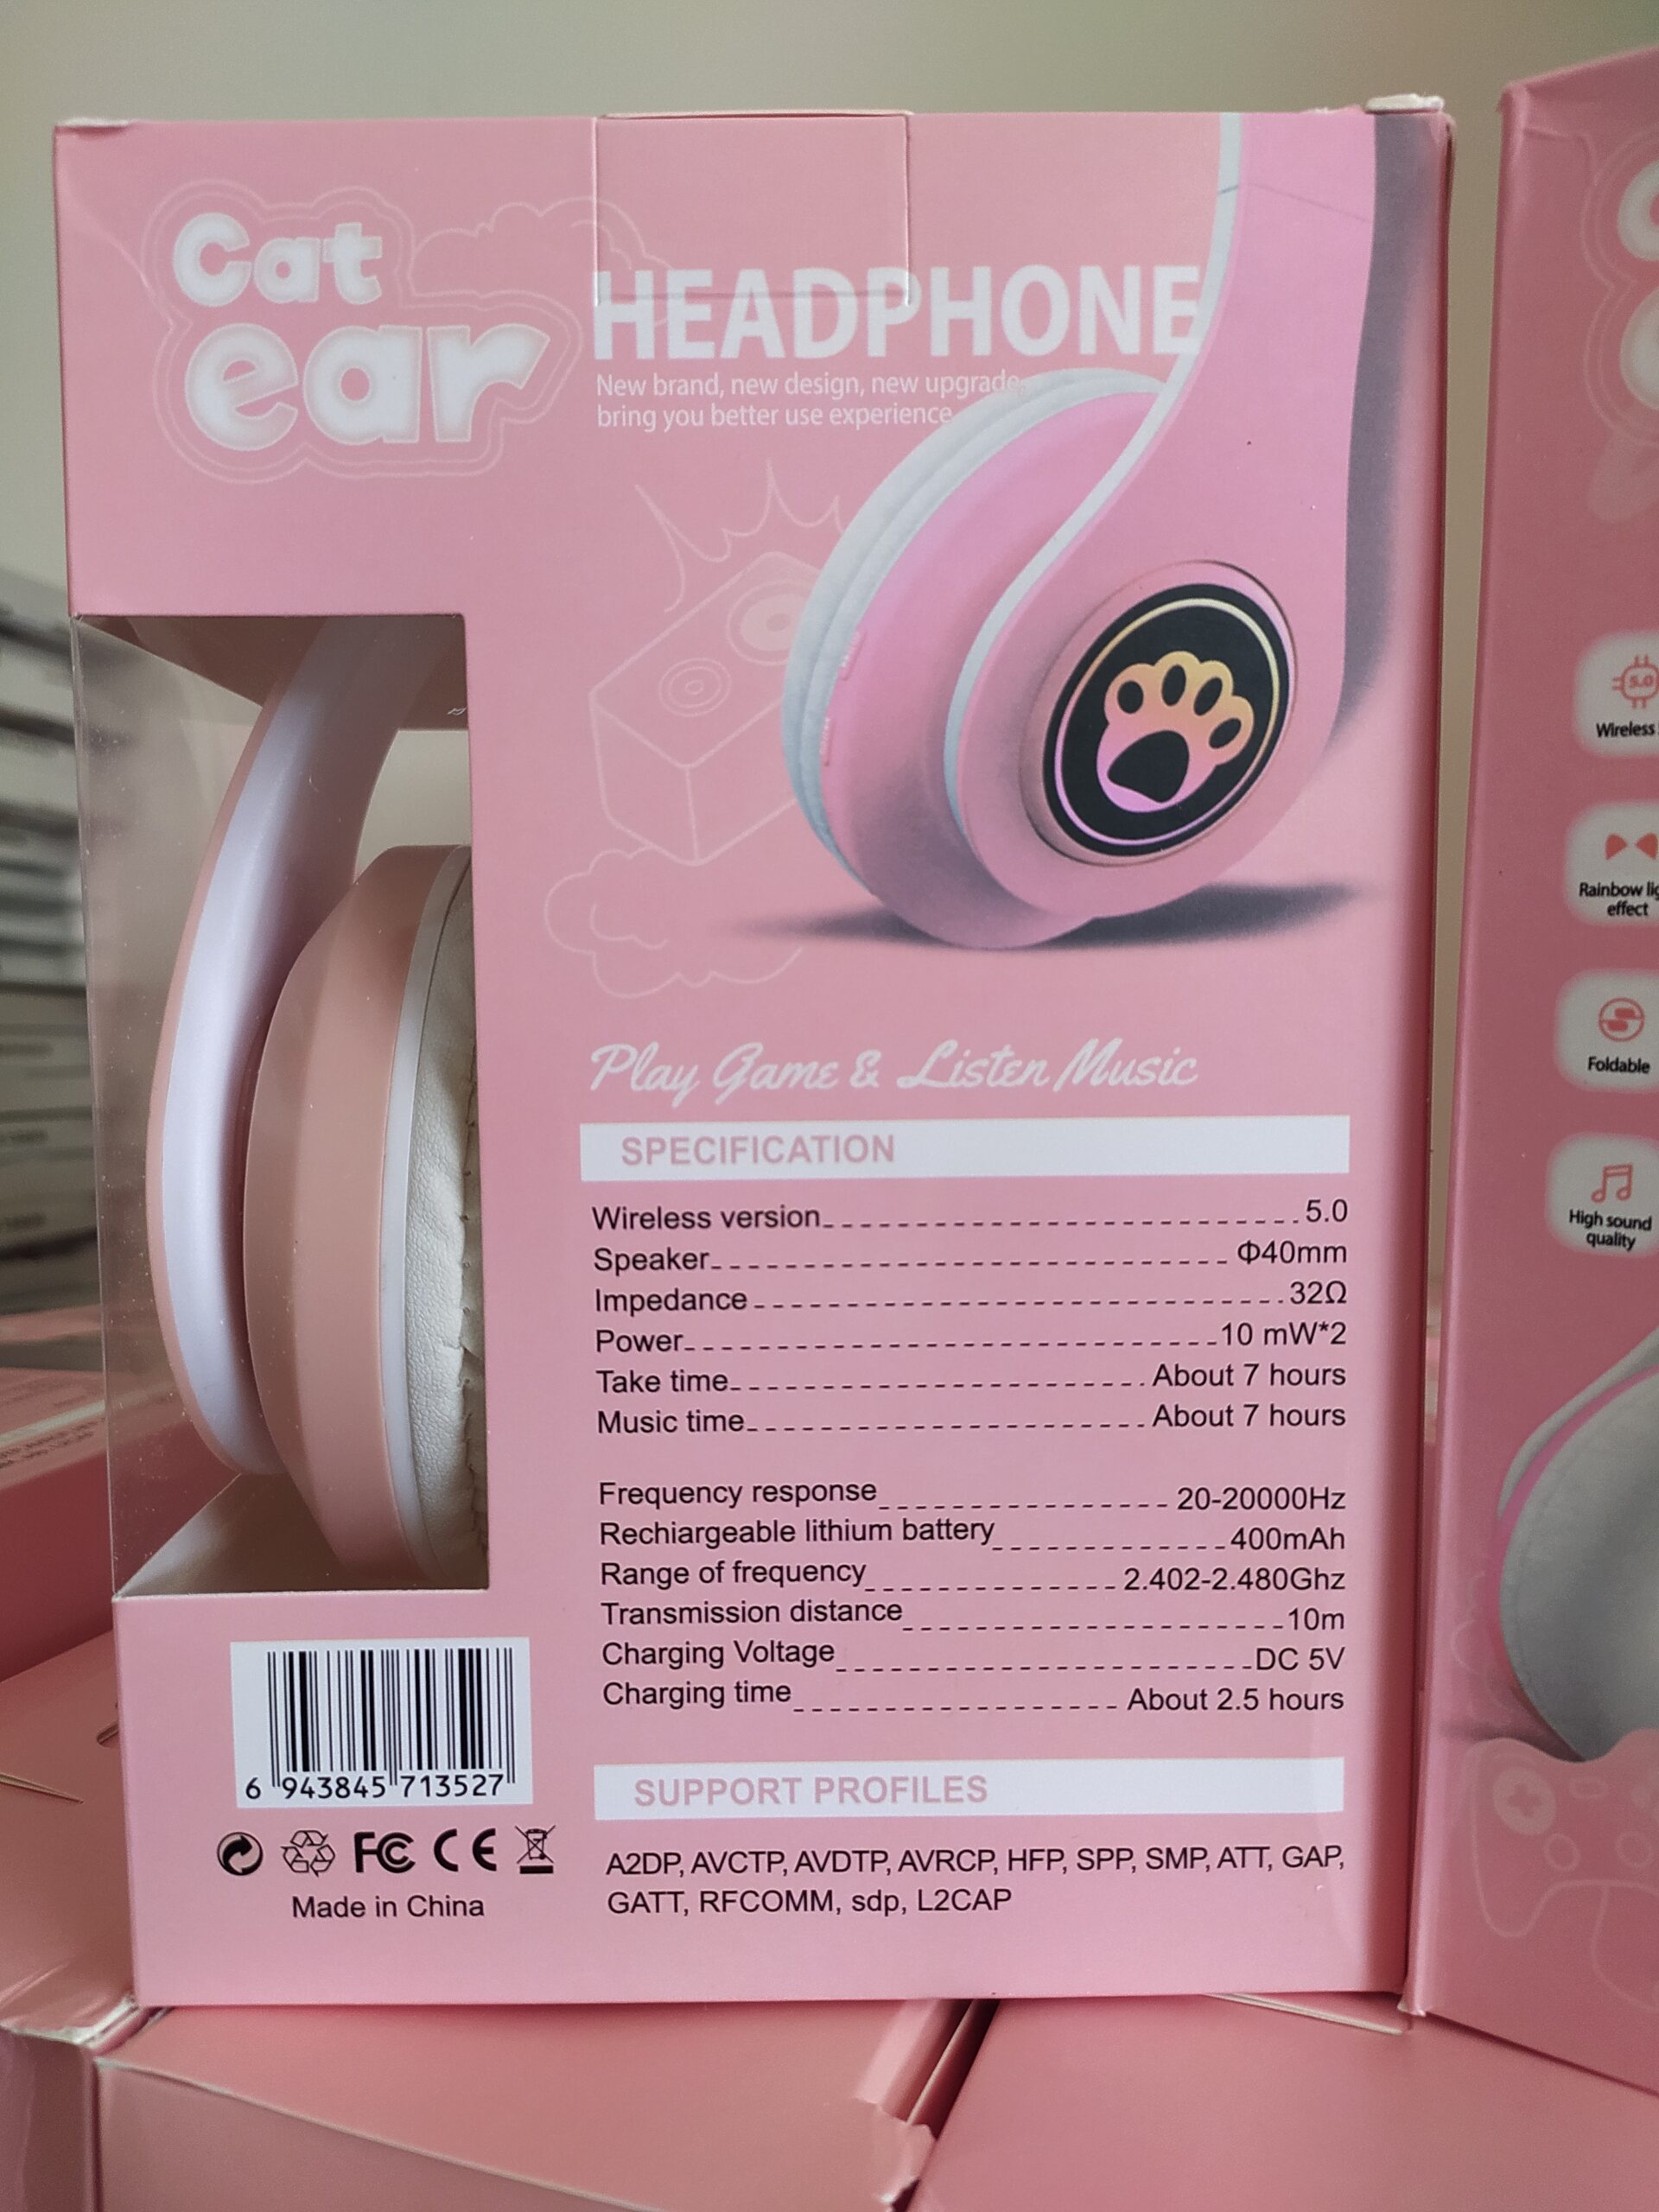 Cat
ear
HEADPHONE
New brand, new design, new upgrade,
bring you better use experience
Play Game & Listen Music
SPECIFICATION
Wireless version 5.0
Speaker Φ40mm
Impedance 32Ω
Power 10 mW*2
Take time About 7 hours
Music time About 7 hours
Frequency response 20-20000Hz
Rechiargeable lithium battery 400mAh
Range of frequency 2.402-2.480Ghz
Transmission distance 10m
Charging Voltage DC 5V
Charging time About 2.5 hours
SUPPORT PROFILES
A2DP, AVCTP, AVDTP, AVRCP, HFP, SPP, SMP, ATT, GAP,
GATT, RFCOMM, sdp, L2CAP
6 943845 713527
FC CE
Made in China
5.0
Wireless
Rainbow
effect
Foldable
High sound
quality